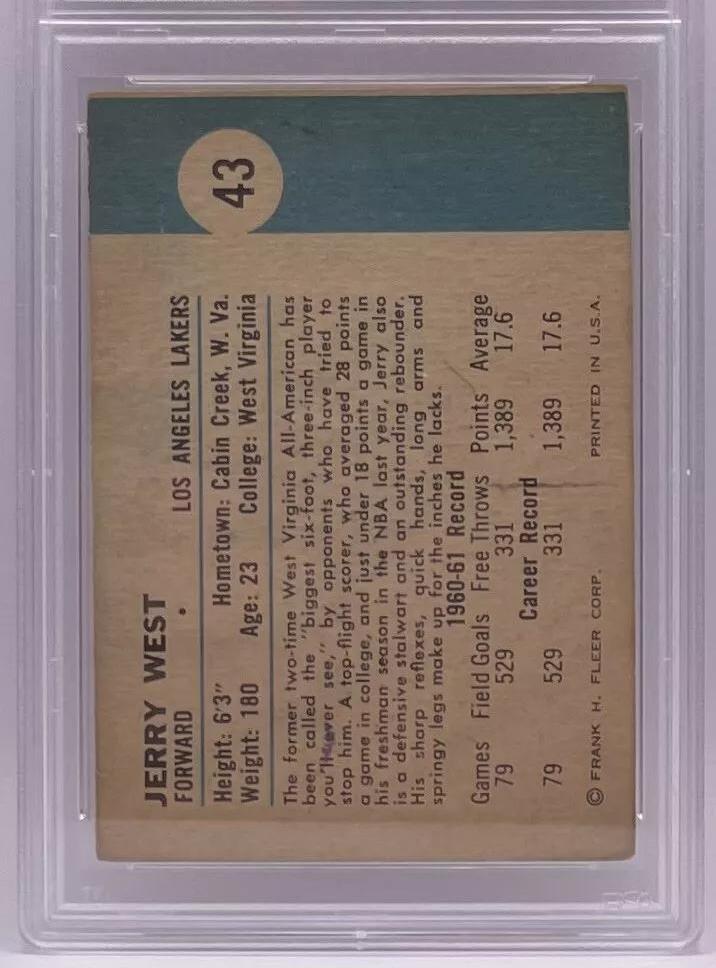 43
JERRY WEST
FORWARD • LOS ANGELES LAKERS
Height: 6'3" Hometown: Cabin Creek, W. Va.
Weight: 180 Age: 23 College: West Virginia
The former two-time West Virginia All-American has
been called the "biggest six-foot, three-inch player
you'll ever see," by opponents who have tried to
stop him. A top-flight scorer, who averaged 28 points
a game in college, and just under 18 points a game in
his freshman season in the NBA last year, Jerry also
is a defensive stalwart and an outstanding rebounder.
His sharp reflexes, quick hands, long arms and
springy legs make up for the inches he lacks.
1960-61 Record
Games Field Goals Free Throws Points Average
79 529 331 1,389 17.6
Career Record
79 529 331 1,389 17.6
© FRANK H. FLEER CORP. PRINTED IN U.S.A.